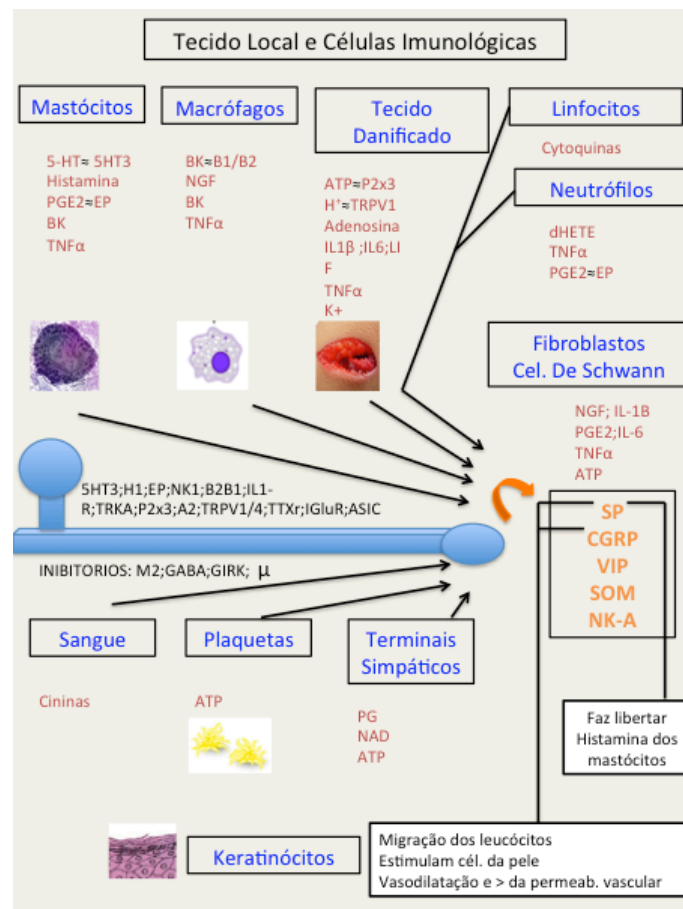 Tecido Local e Células Imunológicas
Mastócitos
5-HT≈ 5HT3
Histamina
PGE2≈EP
BK
TNFα
Macrófagos
BK≈B1/B2
NGF
BK
TNFα
Tecido
Danificado
ATP≈P2x3
H⁺≈TRPV1
Adenosina
IL1β ;IL6;LI
F
TNFα
K+
Linfocitos
Cytoquinas
Neutrófilos
dHETE
TNFα
PGE2≈EP
Fibroblastos
Cel. De Schwann
NGF; IL-1B
PGE2;IL-6
TNFα
ATP
5HT3;H1;EP;NK1;B2B1;IL1-
R;TRKA;P2x3;A2;TRPV1/4;TTXr;IGluR;ASIC
INIBITORIOS: M2;GABA;GIRK; μ
SP
CGRP
VIP
SOM
NK-A
Sangue
Cininas
Plaquetas
ATP
Terminais
Simpáticos
PG
NAD
ATP
Faz libertar
Histamina dos
mastócitos
Keratinócitos
Migração dos leucócitos
Estimulam cél. da pele
Vasodilatação e > da permeab. vascular